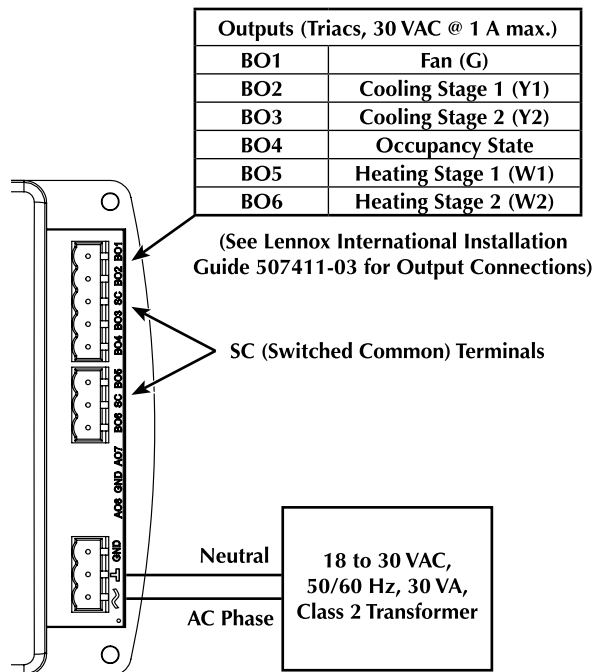 Outputs (Triacs, 30 VAC @ 1 A max.)
BO1 Fan (G)
BO2 Cooling Stage 1 (Y1)
BO3 Cooling Stage 2 (Y2)
BO4 Occupancy State
BO5 Heating Stage 1 (W1)
BO6 Heating Stage 2 (W2)
(See Lennox International Installation
Guide 507411-03 for Output Connections)
BO4 BO3 SC BO2 BO1
SC (Switched Common) Terminals
BO6 SC BO5
AO8 GND AO7
GND
Neutral
AC Phase
18 to 30 VAC,
50/60 Hz, 30 VA,
Class 2 Transformer